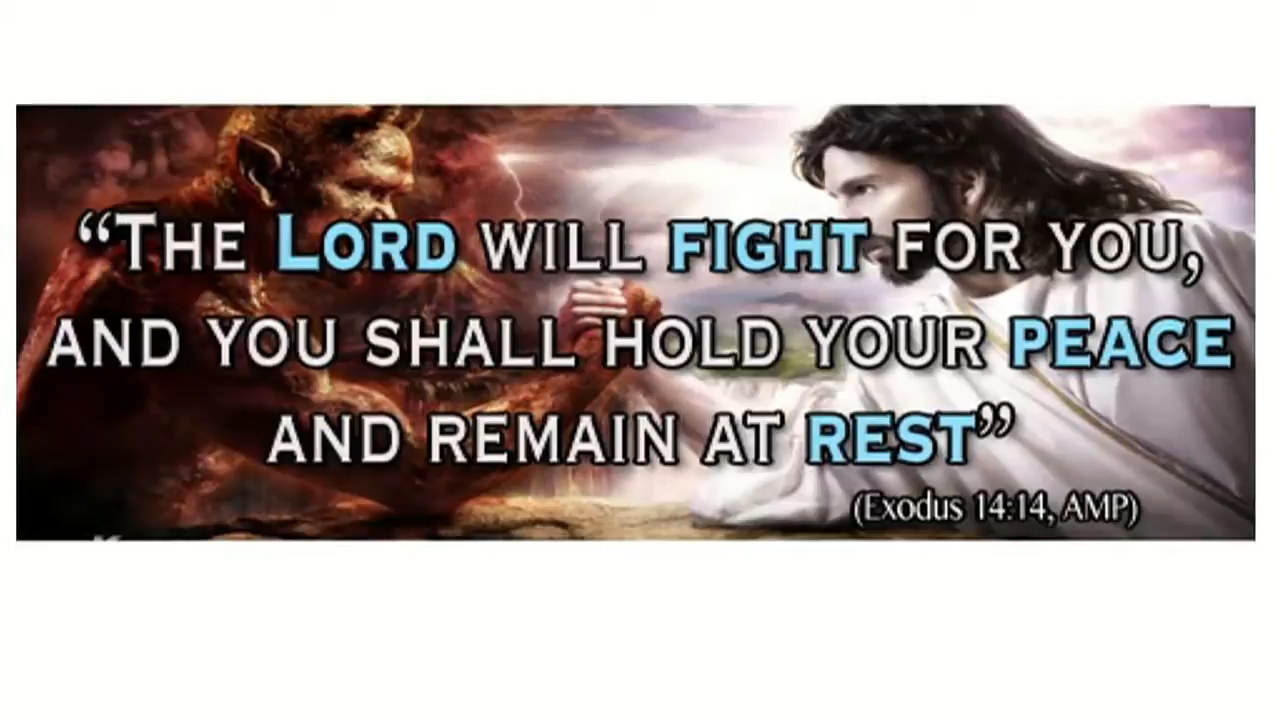 “THE LORD WILL FIGHT FOR YOU,
AND YOU SHALL HOLD YOUR PEACE
AND REMAIN AT REST”
(Exodus 14:14, AMP)